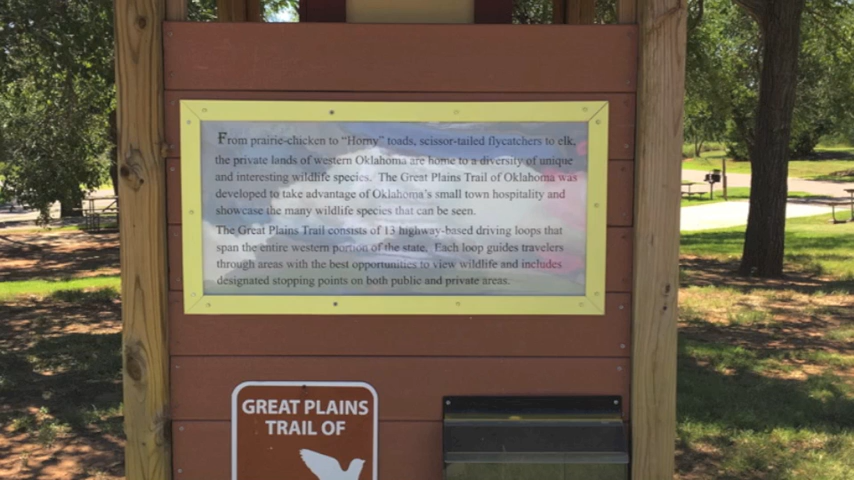 From prairie-chicken to "Horny" toads, scissor-tailed flycatchers to elk,
the private lands of western Oklahoma are home to a diversity of unique
and interesting wildlife species. The Great Plains Trail of Oklahoma was
developed to take advantage of Oklahoma's small town hospitality and
showcase the many wildlife species that can be seen.
The Great Plains Trail consists of 13 highway-based driving loops that
span the entire western portion of the state. Each loop guides travelers
through areas with the best opportunities to view wildlife and includes
designated stopping points on both public and private areas.
GREAT PLAINS
TRAIL OF